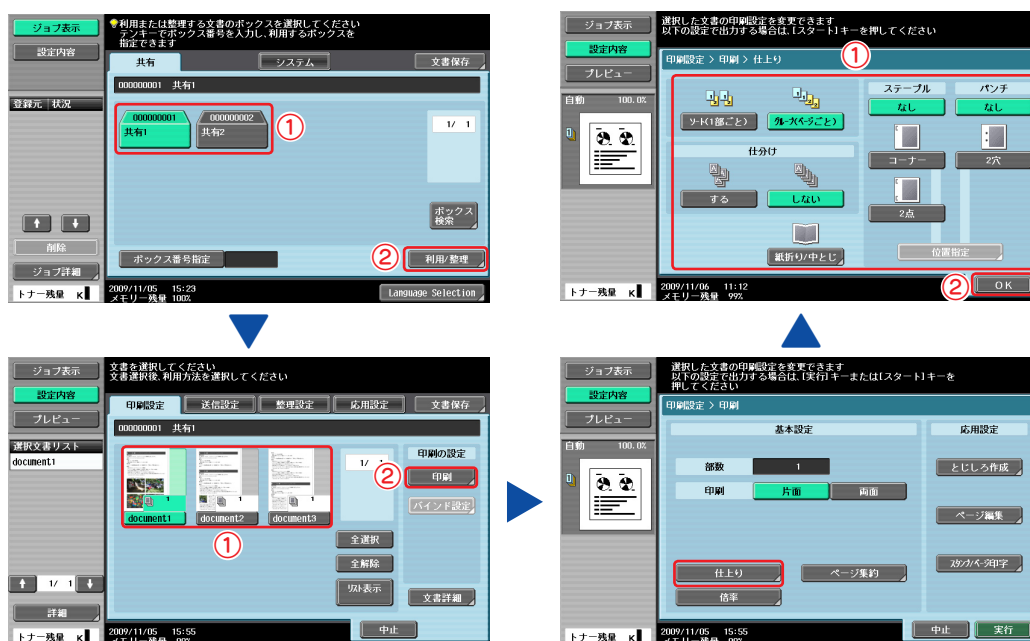 ジョブ表示
設定内容
登録元 状況
削除
ジョブ詳細
トナー残量 K
利用または整理する文書のボックスを選択してください
テンキーでボックス番号を入力し、利用するボックスを
指定できます
共有
システム
文書保存
000000001 共有1
000000001
共有1
000000002
共有2
①
1/ 1
ボックス
検索
ボックス番号指定
②
利用/整理
2009/11/05 15:23
メモリー残量 100%
Language Selection
ジョブ表示
設定内容
プレビュー
自動 100.0%
トナー残量 K
選択した文書の印刷設定を変更できます
以下の設定で出力する場合は、[スタート]キーを押してください
印刷設定 > 印刷 > 仕上り
①
ソート(1部ごと)
グループ(ページごと)
仕分け
する
しない
紙折り/中とじ
ステープル
なし
コーナー
2点
パンチ
なし
2穴
位置指定
②
OK
2009/11/06 11:12
メモリー残量 99%
ジョブ表示
設定内容
プレビュー
選択文書リスト
document1
1/ 1
詳細
トナー残量 K
文書を選択してください
文書選択後、利用方法を選択してください
印刷設定
送信設定
整理設定
応用設定
文書保存
000000001 共有1
1
document1
1
document2
1
document3
①
1/
全選択
全解除
リスト表示
印刷の設定
②
印刷
バインド設定
文書詳細
2009/11/05 15:55
メモリー残量 99%
中止
ジョブ表示
設定内容
プレビュー
自動 100.0%
トナー残量 K
選択した文書の印刷設定を変更できます
以下の設定で出力する場合は、[実行]キーまたは[スタート]キーを
押してください
印刷設定 > 印刷
基本設定
部数 1
印刷 片面 両面
仕上り
ページ集約
倍率
応用設定
とじしろ作成
ページ編集
スタンプ/ページ印字
2009/11/05 15:55
メモリー残量 99%
中止
実行